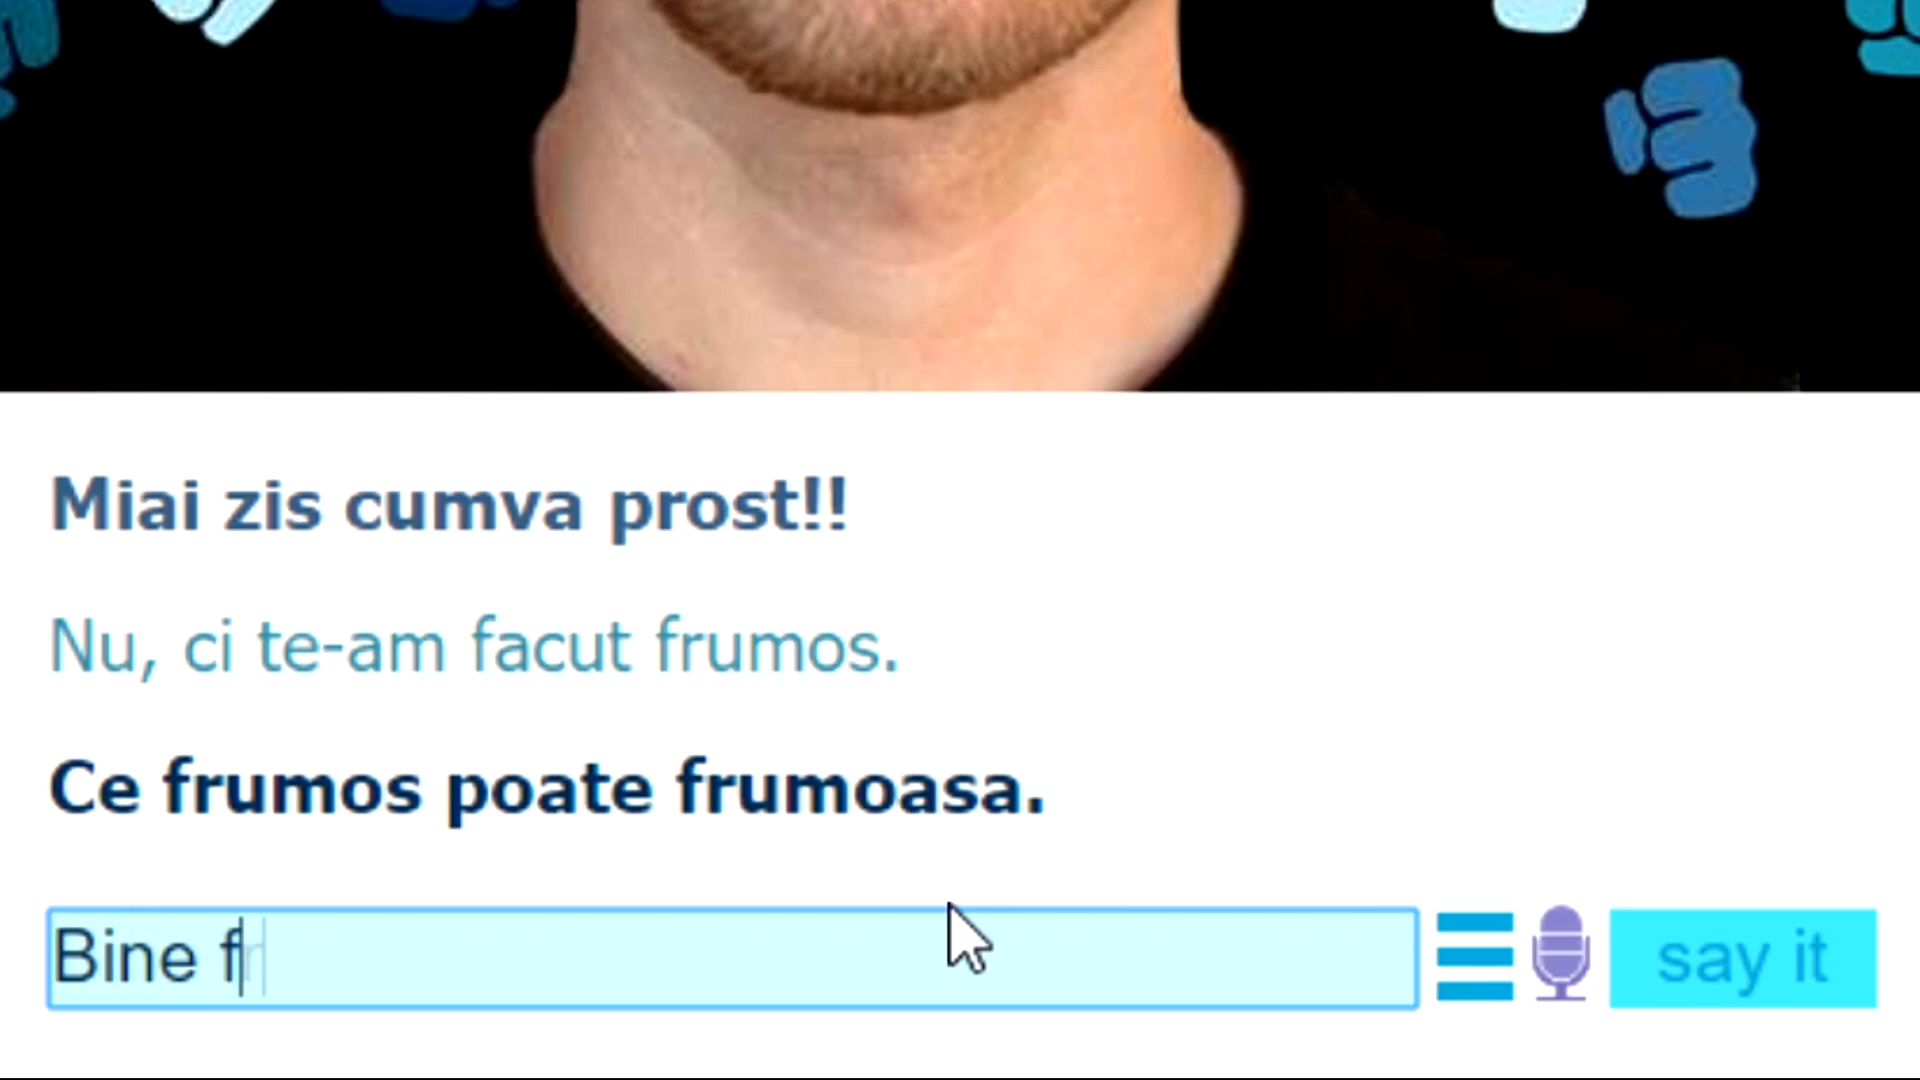 Miai zis cumva prost!!
Nu, ci te-am facut frumos.
Ce frumos poate frumoasa.
Bine f
say it